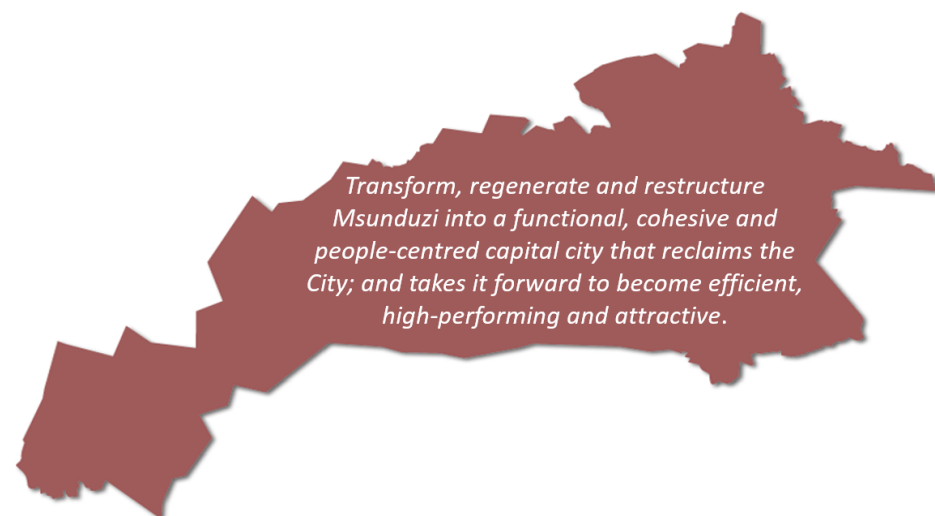 Transform, regenerate and restructure
Msunduzi into a functional, cohesive and
people-centred capital city that reclaims the
City; and takes it forward to become efficient,
high-performing and attractive.